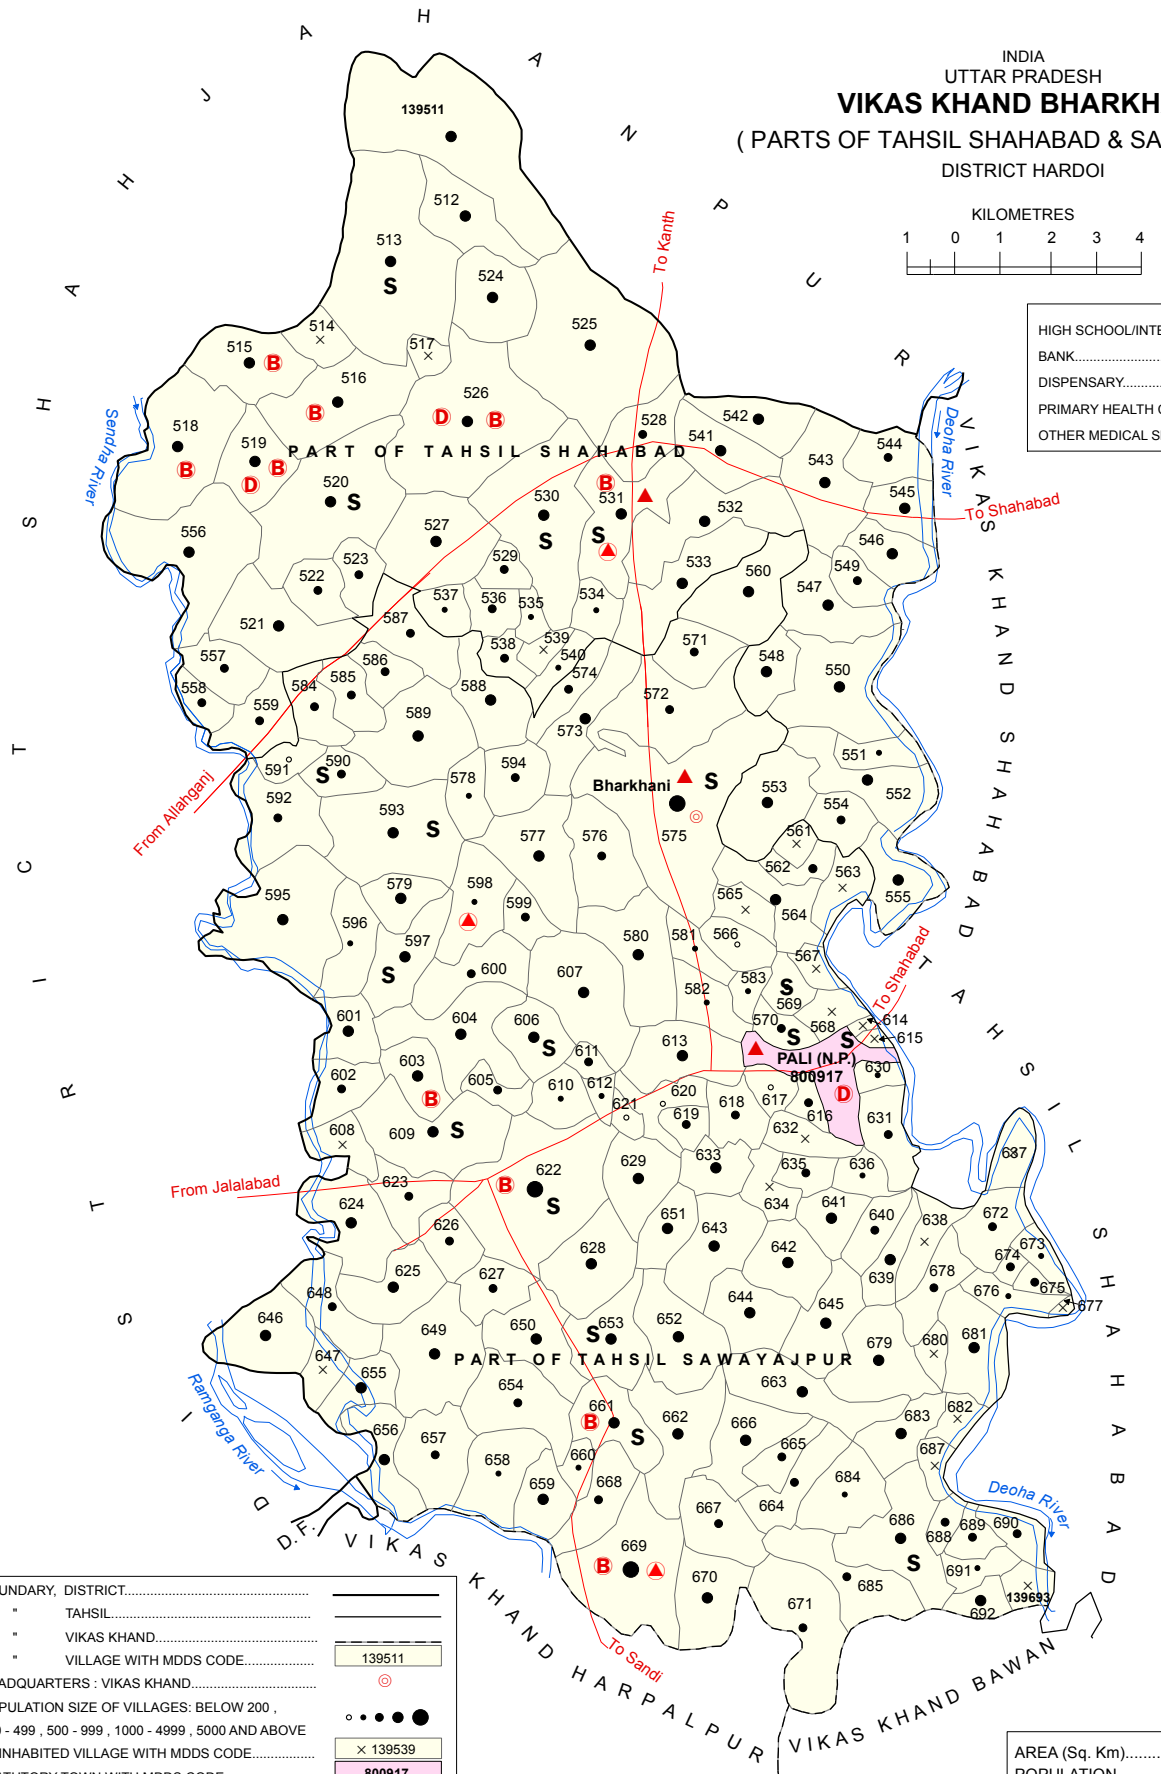 INDIA
UTTAR PRADESH
VIKAS KHAND BHARKH
( PARTS OF TAHSIL SHAHABAD & SA
DISTRICT HARDOI
KILOMETRES
1 0 1 2 3 4
HIGH SCHOOL/INTE
BANK
DISPENSARY
PRIMARY HEALTH C
OTHER MEDICAL S
SHAHJAHANPUR
DISTRICT
VIKAS KHAND SHAHABAD
TAHSIL SHAHABAD
To Kanth
139511
512
513
S
524
514
517
525
515 B
516
B
526
D B
528
542
541
544
543
545
518
B
519
B
D
PART OF TAHSIL SHAHABAD
520 S
530
S
B
531
S
532
To Shahabad
Sendha River
Deoha River
556
527
529
533
560
546
549
547
522
523
537
536
535
534
521
587
538
539
540
574
571
548
550
557
586
585
584
588
572
558
559
589
573
591
590
S
578
594
Bharkhani
S
551
552
553
554
From Allahganj
592
593
S
577
576
575
561
562
563
555
595
579
598
599
565
564
596
597
S
580
581
566
567
600
607
582
583
S
569
568
To Shahabad
601
604
606
S
613
570
S
S
614
615
PALI (N.P.)
800917
D
602
603
B
605
611
610
612
621
620
619
618
617
616
630
631
608
609
S
632
637
From Jalalabad
623
B
622
S
629
633
634
635
636
624
626
651
643
641
640
638
672
673
674
675
676
677
625
627
628
642
639
678
646
648
649
650
S
653
652
644
645
679
680
681
647
PART OF TAHSIL SAWAYAJPUR
655
654
663
661
B
S
662
666
683
682
Ramganga River
656
657
658
660
659
668
665
664
684
687
Deoha River
667
686
S
688
689
690
D.F.
VIKAS KHAND HARPALPUR
B
669
670
685
691
692
139693
671
To Sandi
VIKAS KHAND BAWAN
UNDARY, DISTRICT
" TAHSIL
" VIKAS KHAND
" VILLAGE WITH MDDS CODE 139511
ADQUARTERS : VIKAS KHAND
PULATION SIZE OF VILLAGES: BELOW 200 ,
- 499 , 500 - 999 , 1000 - 4999 , 5000 AND ABOVE
INHABITED VILLAGE WITH MDDS CODE × 139539
800917
AREA (Sq. Km)